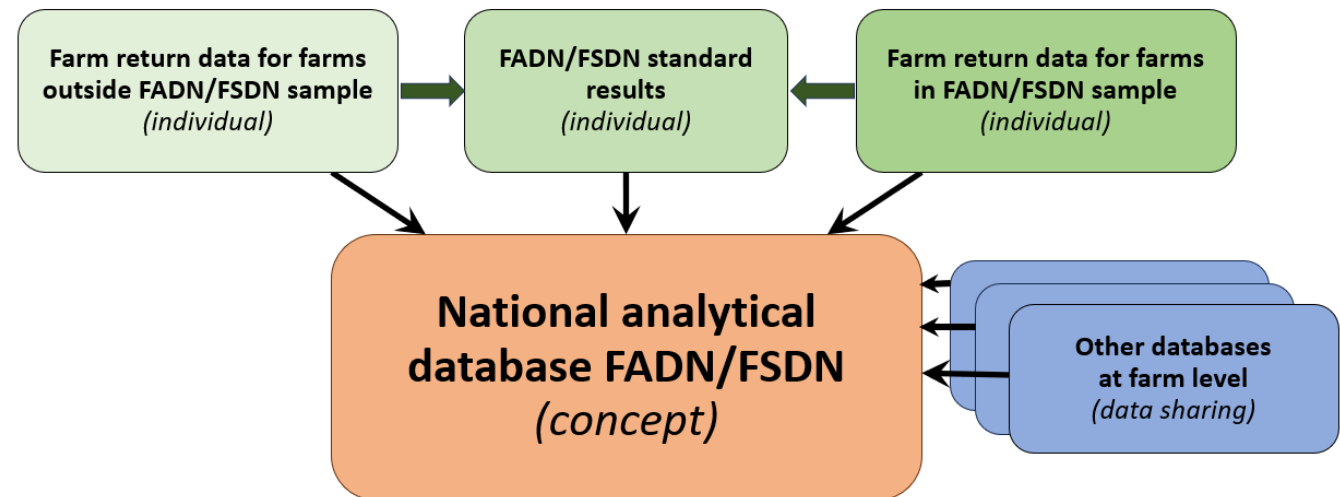 Farm return data for farms
outside FADN/FSDN sample
(individual)
FADN/FSDN standard
results
(individual)
Farm return data for farms
in FADN/FSDN sample
(individual)
National analytical
database FADN/FSDN
(concept)
Other databases
at farm level
(data sharing)